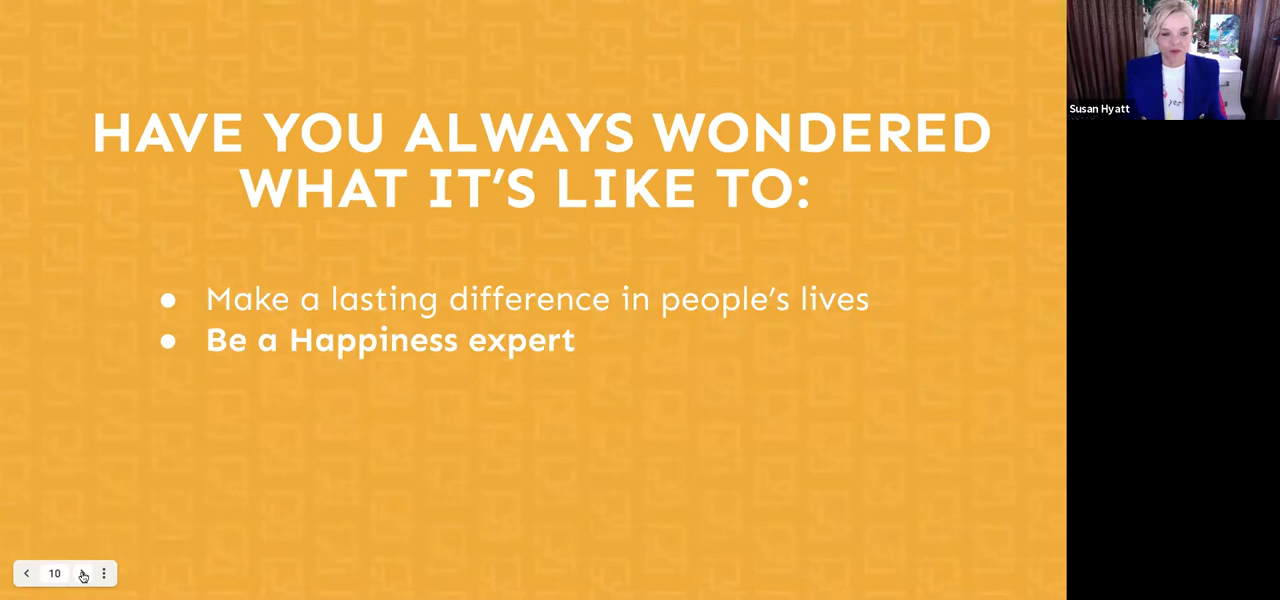 HAVE YOU ALWAYS WONDERED
WHAT IT'S LIKE TO:
● Make a lasting difference in people's lives
● Be a Happiness expert
Susan Hyatt
yes
10